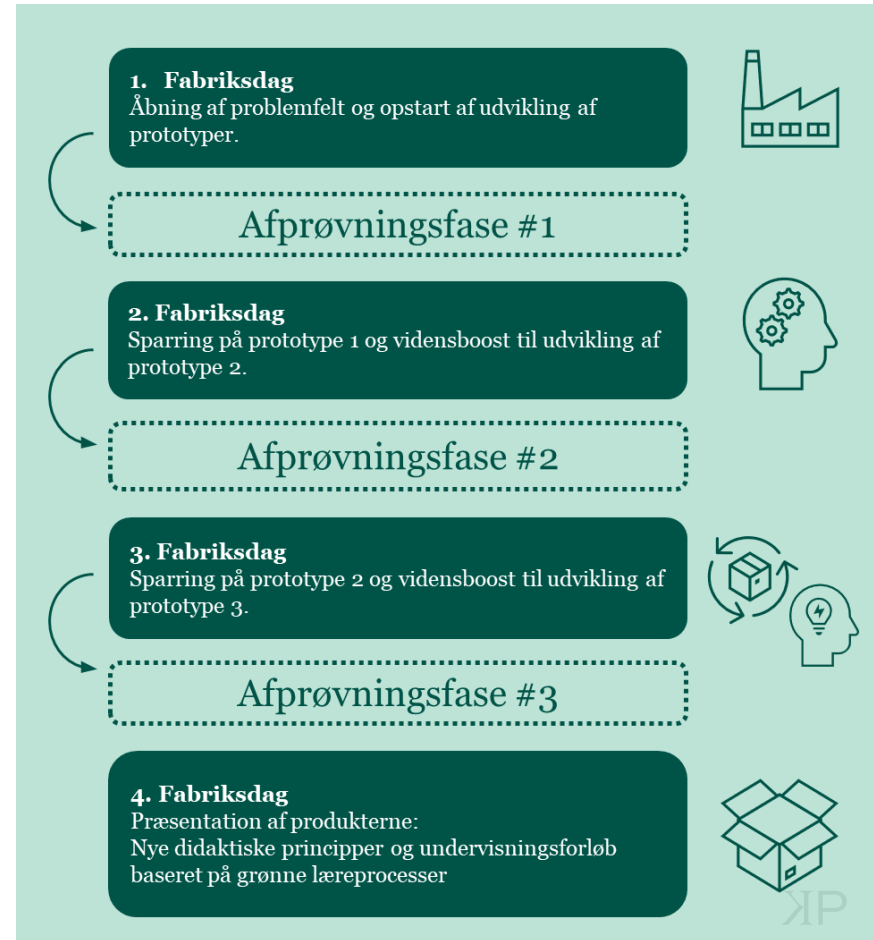 1. Fabriksdag
Åbning af problemfelt og opstart af udvikling af
prototyper.
Afprøvningsfase #1
2. Fabriksdag
Sparring på prototype 1 og vidensboost til udvikling af
prototype 2.
Afprøvningsfase #2
3. Fabriksdag
Sparring på prototype 2 og vidensboost til udvikling af
prototype 3.
Afprøvningsfase #3
4. Fabriksdag
Præsentation af produkterne:
Nye didaktiske principper og undervisningsforløb
baseret på grønne læreprocesser
KP